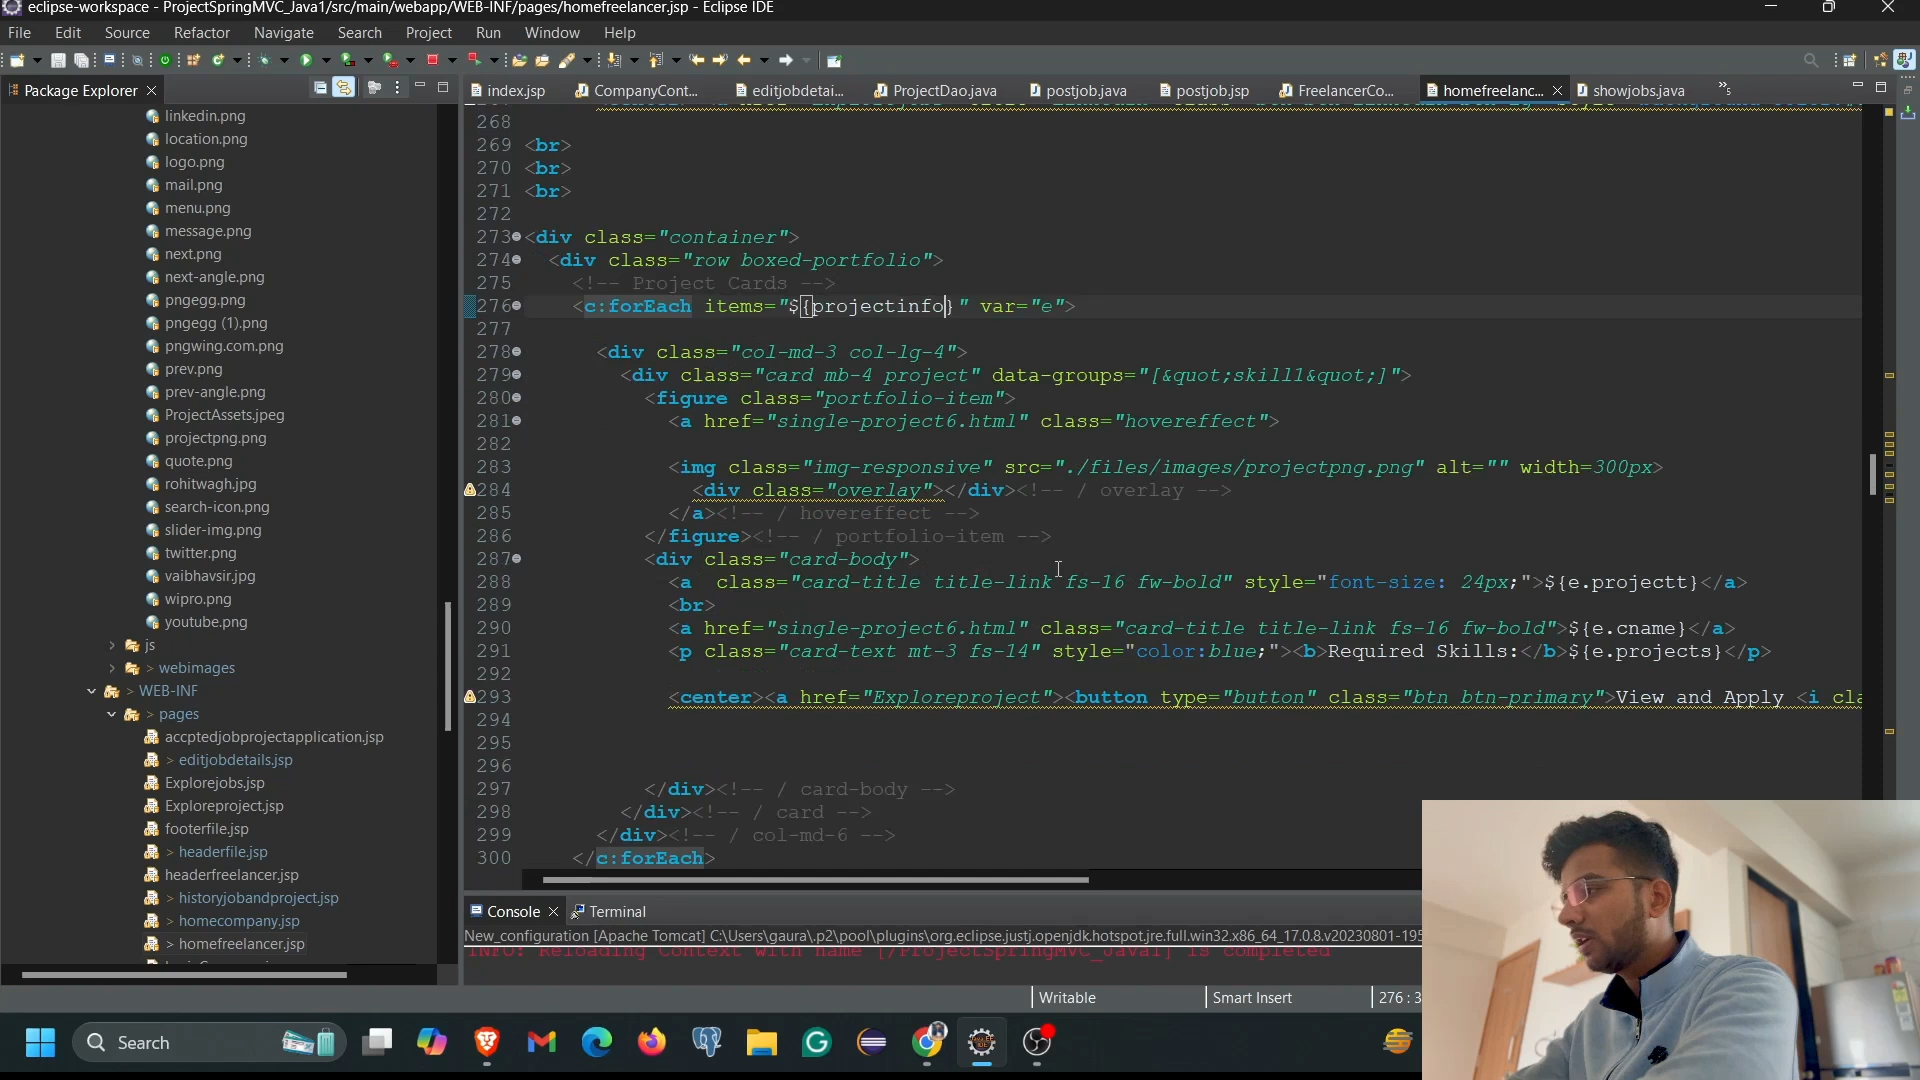 eclipse-workspace - ProjectSpringMVC_Java1/src/main/webapp/WEB-INF/pages/homefreelancer.jsp - Eclipse IDE
File Edit Source Refactor Navigate Search Project Run Window Help
Package Explorer
index.jsp CompanyCont... editjobdetai... ProjectDao.java postjob.java postjob.jsp FreelancerCo... homefreelanc... showjobs.java
linkedin.png
location.png
logo.png
mail.png
menu.png
message.png
next.png
next-angle.png
pngegg.png
pngegg (1).png
pngwing.com.png
prev.png
prev-angle.png
ProjectAssets.jpeg
projectpng.png
quote.png
rohitwagh.jpg
search-icon.png
slider-img.png
twitter.png
vaibhavsir.jpg
wipro.png
youtube.png
js
> webimages
> WEB-INF
> pages
accptedjobprojectapplication.jsp
> editjobdetails.jsp
Explorejobs.jsp
Exploreproject.jsp
footerfile.jsp
> headerfile.jsp
headerfreelancer.jsp
> historyjobandproject.jsp
> homecompany.jsp
> homefreelancer.jsp
268
269 <br>
270 <br>
271 <br>
272
273 <div class="container">
274 <div class="row boxed-portfolio">
275 <!-- Project Cards -->
276 <c:forEach items="${projectinfo}" var="e">
277
278 <div class="col-md-3 col-lg-4">
279 <div class="card mb-4 project" data-groups="[&quot;skill1&quot;]">
280 <figure class="portfolio-item">
281 <a href="single-project6.html" class="hovereffect">
282
283 <img class="img-responsive" src="./files/images/projectpng.png" alt="" width=300px>
284 <div class="overlay"></div><!-- / overlay -->
285 </a><!-- / hovereffect -->
286 </figure><!-- / portfolio-item -->
287 <div class="card-body">
288 <a  class="card-title title-link fs-16 fw-bold" style="font-size: 24px;">${e.projectt}</a>
289 <br>
290 <a href="single-project6.html" class="card-title title-link fs-16 fw-bold">${e.cname}</a>
291 <p class="card-text mt-3 fs-14" style="color:blue;"><b>Required Skills:</b>${e.projects}</p>
292
293 <center><a href="Exploreproject"><button type="button" class="btn btn-primary">View and Apply <i cla
294
295
296
297 </div><!-- / card-body -->
298 </div><!-- / card -->
299 </div><!-- / col-md-6 -->
300 </c:forEach>
Console Terminal
New_configuration [Apache Tomcat] C:\Users\gaura\.p2\pool\plugins\org.eclipse.justj.openjdk.hotspot.jre.full.win32.x86_64_17.0.8.v20230801-195
INFO: Reloading Context with name [/ProjectSpringMVC_Java1] is completed
Writable Smart Insert 276 : 3
Search